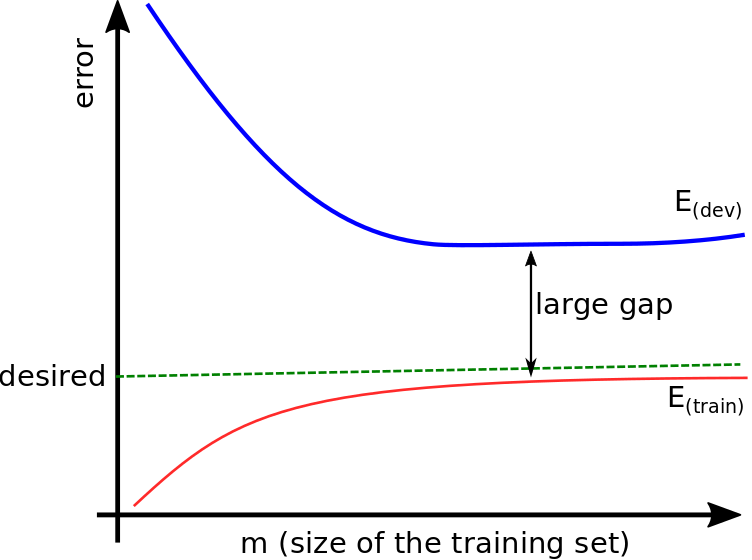 error
E(dev)
large gap
desired
E(train)
m (size of the training set)